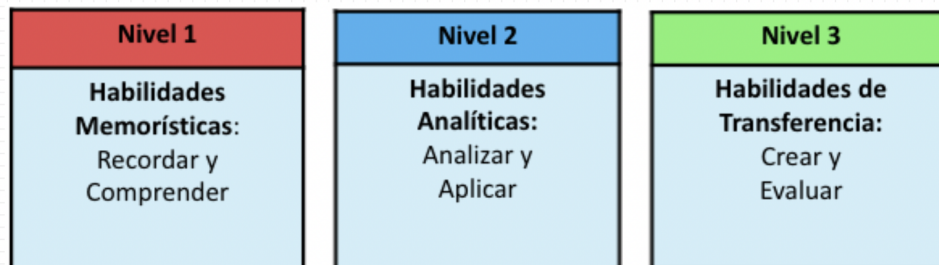 Nivel 1
Habilidades
Memorísticas:
Recordar y
Comprender
Nivel 2
Habilidades
Analíticas:
Analizar y
Aplicar
Nivel 3
Habilidades de
Transferencia:
Crear y
Evaluar